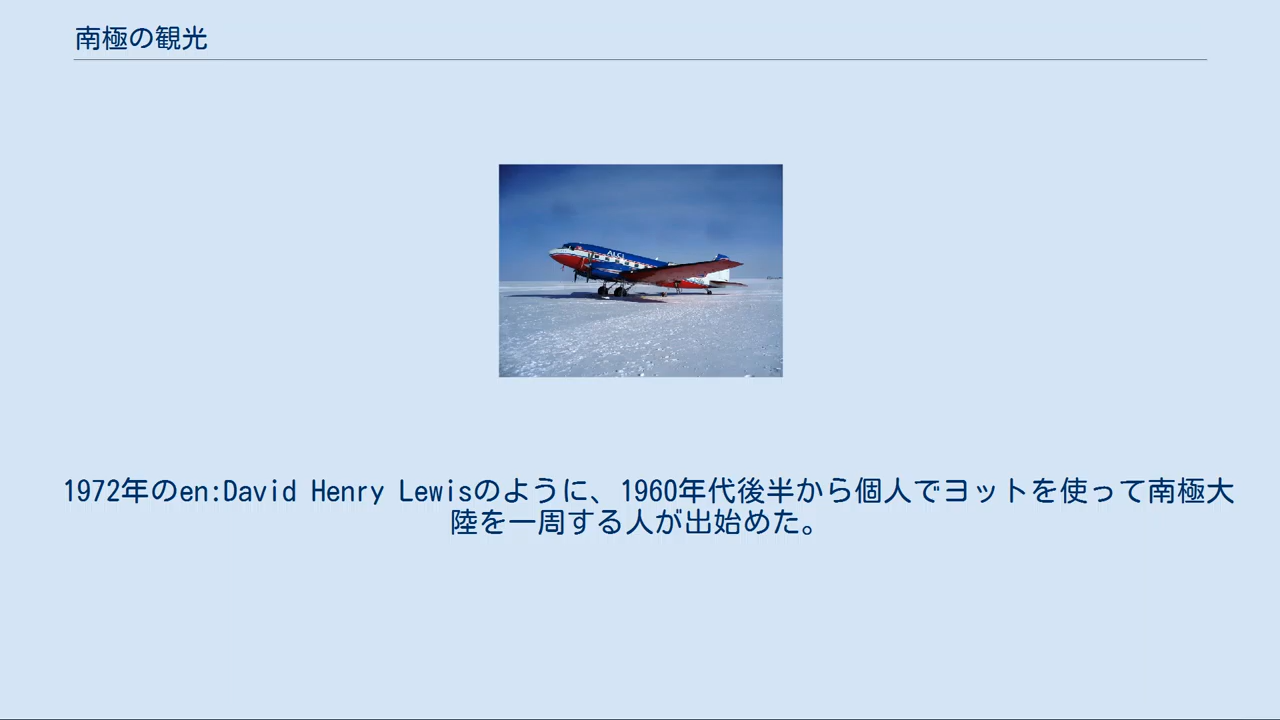 南極の観光
ALCI
1972年のen:David Henry Lewisのように、1960年代後半から個人でヨットを使って南極大
陸を一周する人が出始めた。